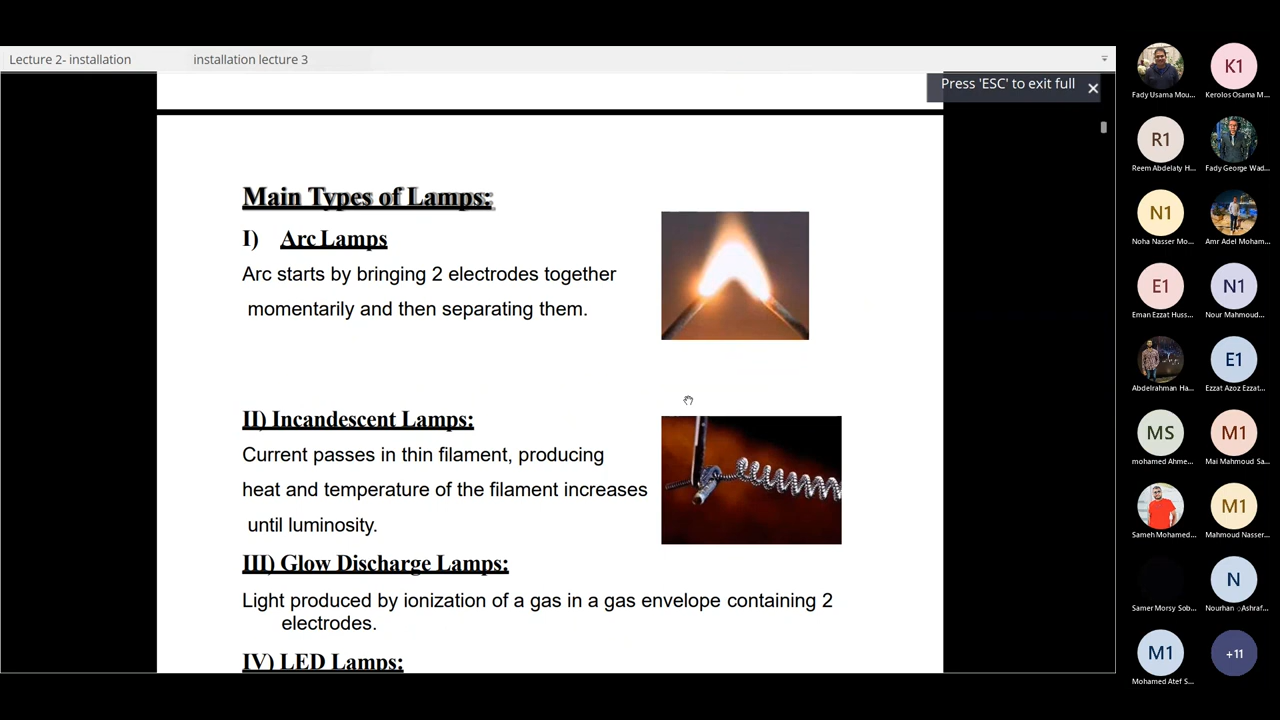 Lecture 2- installation
installation lecture 3
Press 'ESC' to exit full
Main Types of Lamps:
I) Arc Lamps
Arc starts by bringing 2 electrodes together
momentarily and then separating them.
II) Incandescent Lamps:
Current passes in thin filament, producing
heat and temperature of the filament increases
until luminosity.
III) Glow Discharge Lamps:
Light produced by ionization of a gas in a gas envelope containing 2
electrodes.
IV) LED Lamps:
Fady Usama Mou...
K1
Kerolos Osama M...
R1
Reem Abdelaty H...
Fady George Wad...
N1
Noha Nasser Mo...
Amr Adel Moham...
E1
Eman Ezzat Huss...
N1
Nour Mahmoud...
Abdelrahman Ha...
E1
Ezzat Azoz Ezzat...
MS
mohamed Ahme...
M1
Mai Mahmoud Sa...
Sameh Mohamed...
M1
Mahmoud Nasser...
Samer Morsy Sob...
N
Nourhan Ashraf...
M1
Mohamed Atef S...
+11